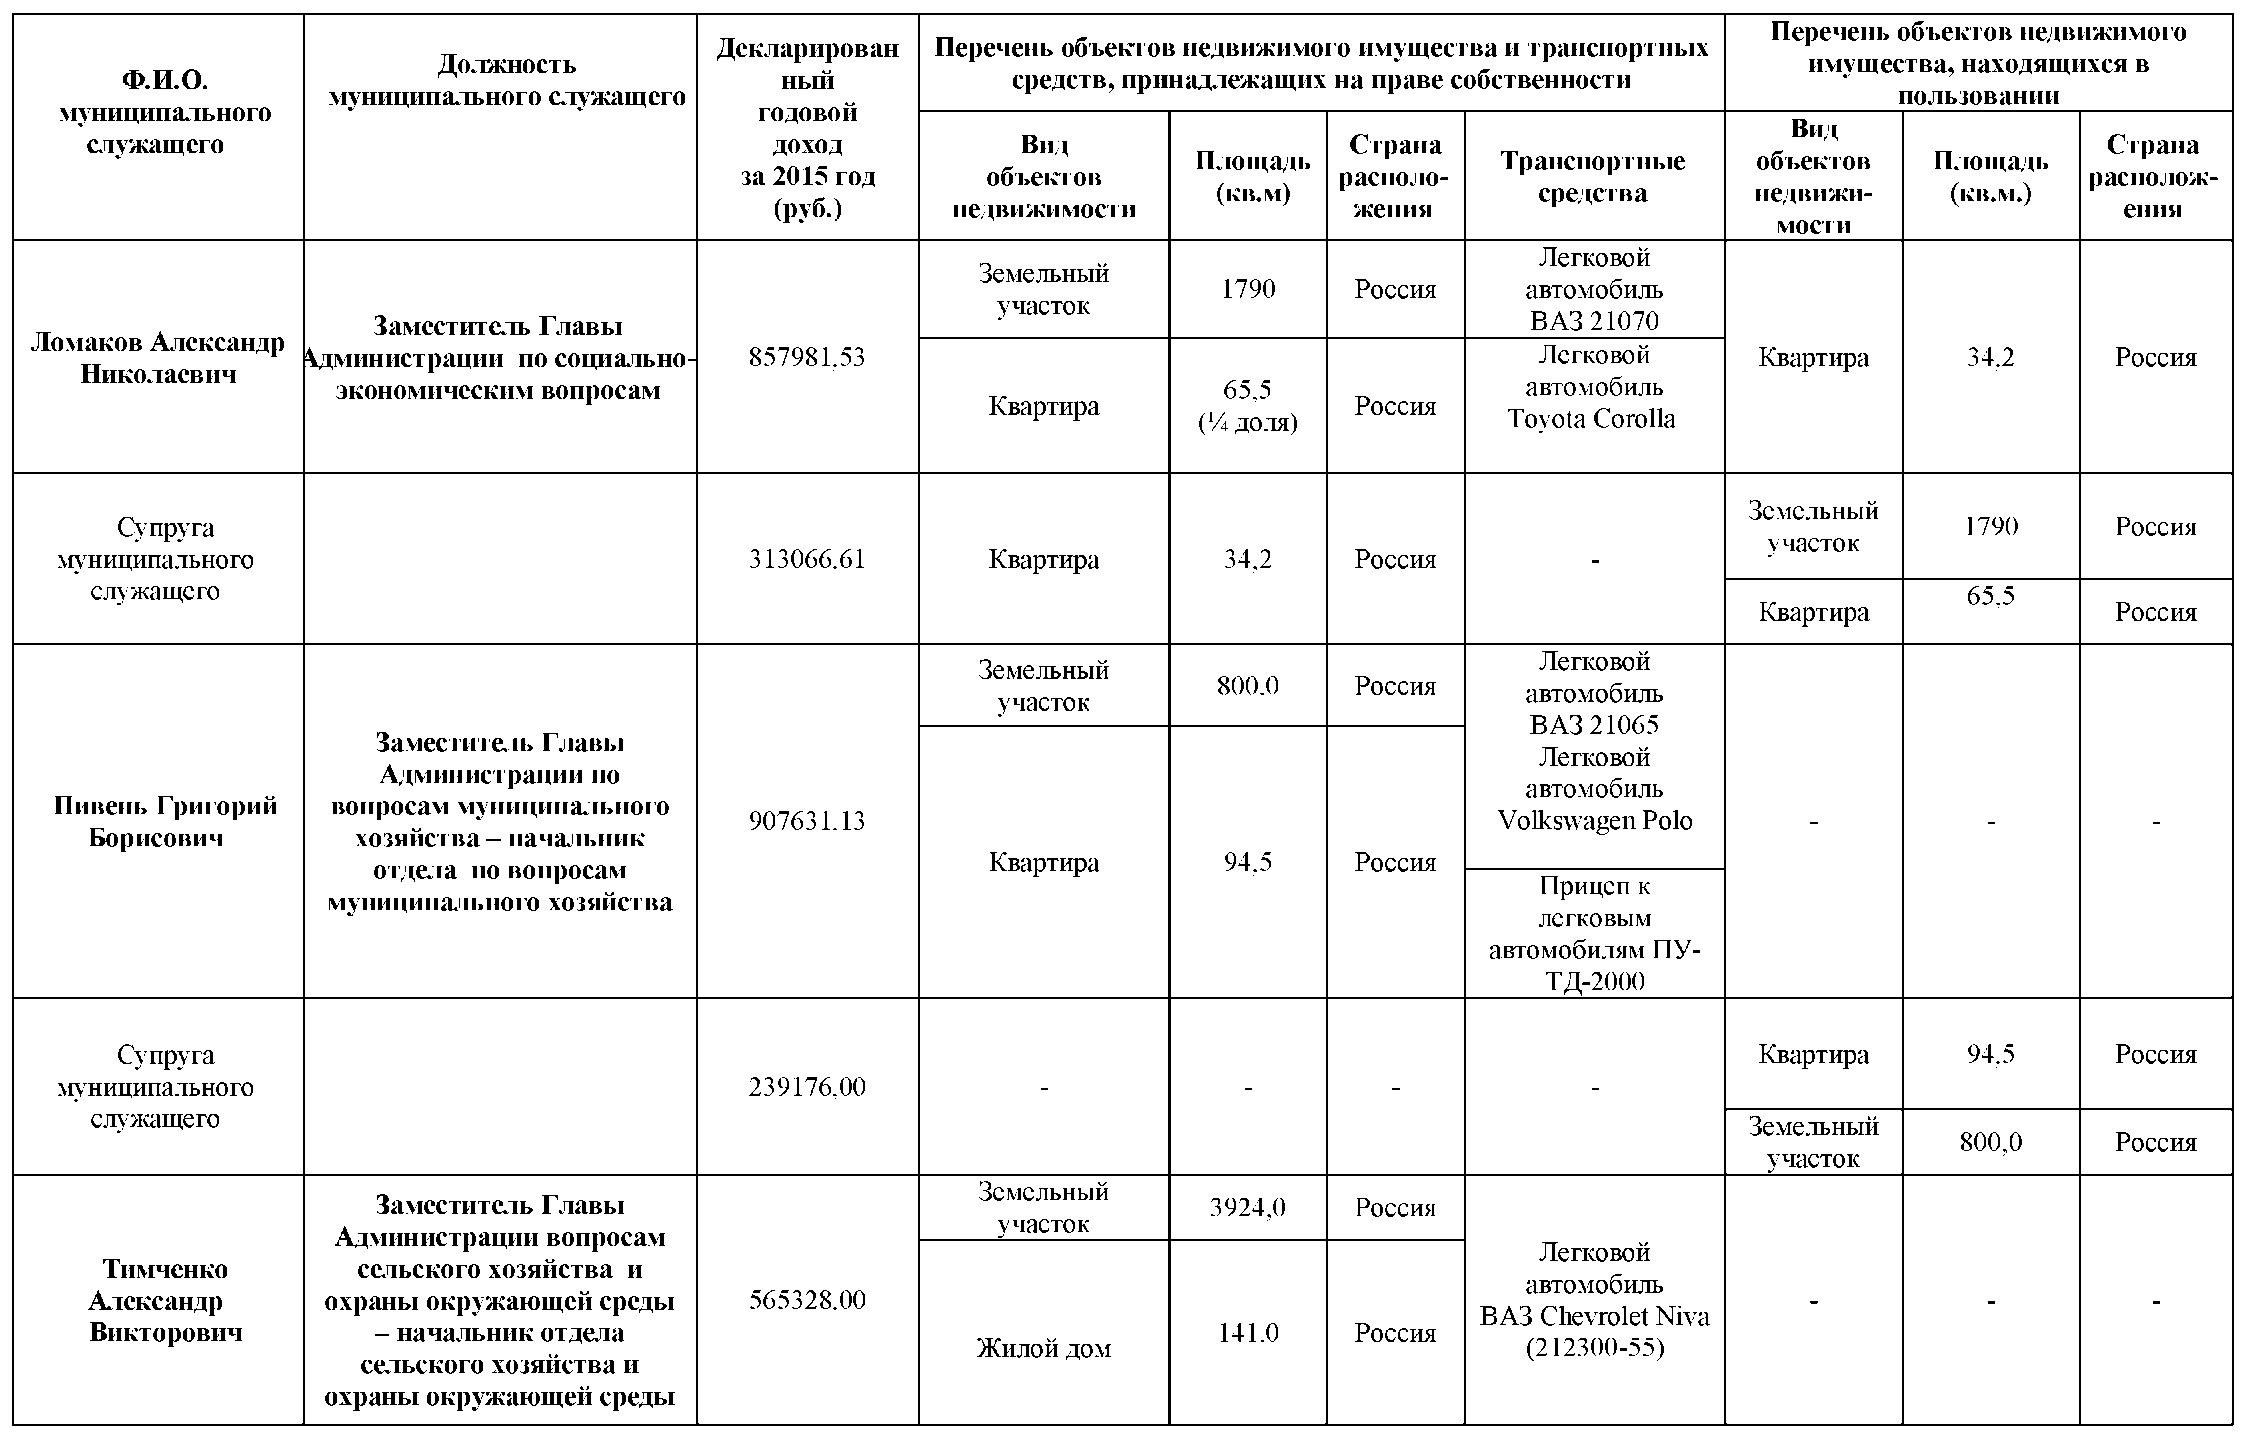 Ф.И.О.
муниципального
служащего
Должность
муниципального служащего
Декларирован
ный
годовой
доход
за 2015 год
(руб.)
Перечень объектов недвижимого имущества и транспортных
средств, принадлежащих на праве собственности
Перечень объектов недвижимого
имущества, находящихся в
пользовании
Вид
объектов
недвижимости
Площадь
(кв.м)
Страна
располо-
жения
Транспортные
средства
Вид
объектов
недвижи-
мости
Площадь
(кв.м.)
Страна
располож-
ения
Ломаков Александр
Николаевич
Заместитель Главы
Администрации по социально-
экономическим вопросам
857981,53
Земельный
участок
1790
Россия
Легковой
автомобиль
ВАЗ 21070
Квартира
65,5
(¼ доля)
Россия
Легковой
автомобиль
Toyota Corolla
Квартира
34,2
Россия
Супруга
муниципального
служащего
313066,61
Квартира
34,2
Россия
-
Земельный
участок
1790
Россия
Квартира
65,5
Россия
Пивень Григорий
Борисович
Заместитель Главы
Администрации по
вопросам муниципального
хозяйства – начальник
отдела по вопросам
муниципального хозяйства
907631,13
Земельный
участок
800,0
Россия
Квартира
94,5
Россия
Легковой
автомобиль
ВАЗ 21065
Легковой
автомобиль
Volkswagen Polo
Прицеп к
легковым
автомобилям ПУ-
ТД-2000
-
-
-
Супруга
муниципального
служащего
239176,00
-
-
-
-
Квартира
94,5
Россия
Земельный
участок
800,0
Россия
Тимченко
Александр
Викторович
Заместитель Главы
Администрации вопросам
сельского хозяйства и
охраны окружающей среды
– начальник отдела
сельского хозяйства и
охраны окружающей среды
565328,00
Земельный
участок
3924,0
Россия
Жилой дом
141,0
Россия
Легковой
автомобиль
ВАЗ Chevrolet Niva
(212300-55)
-
-
-